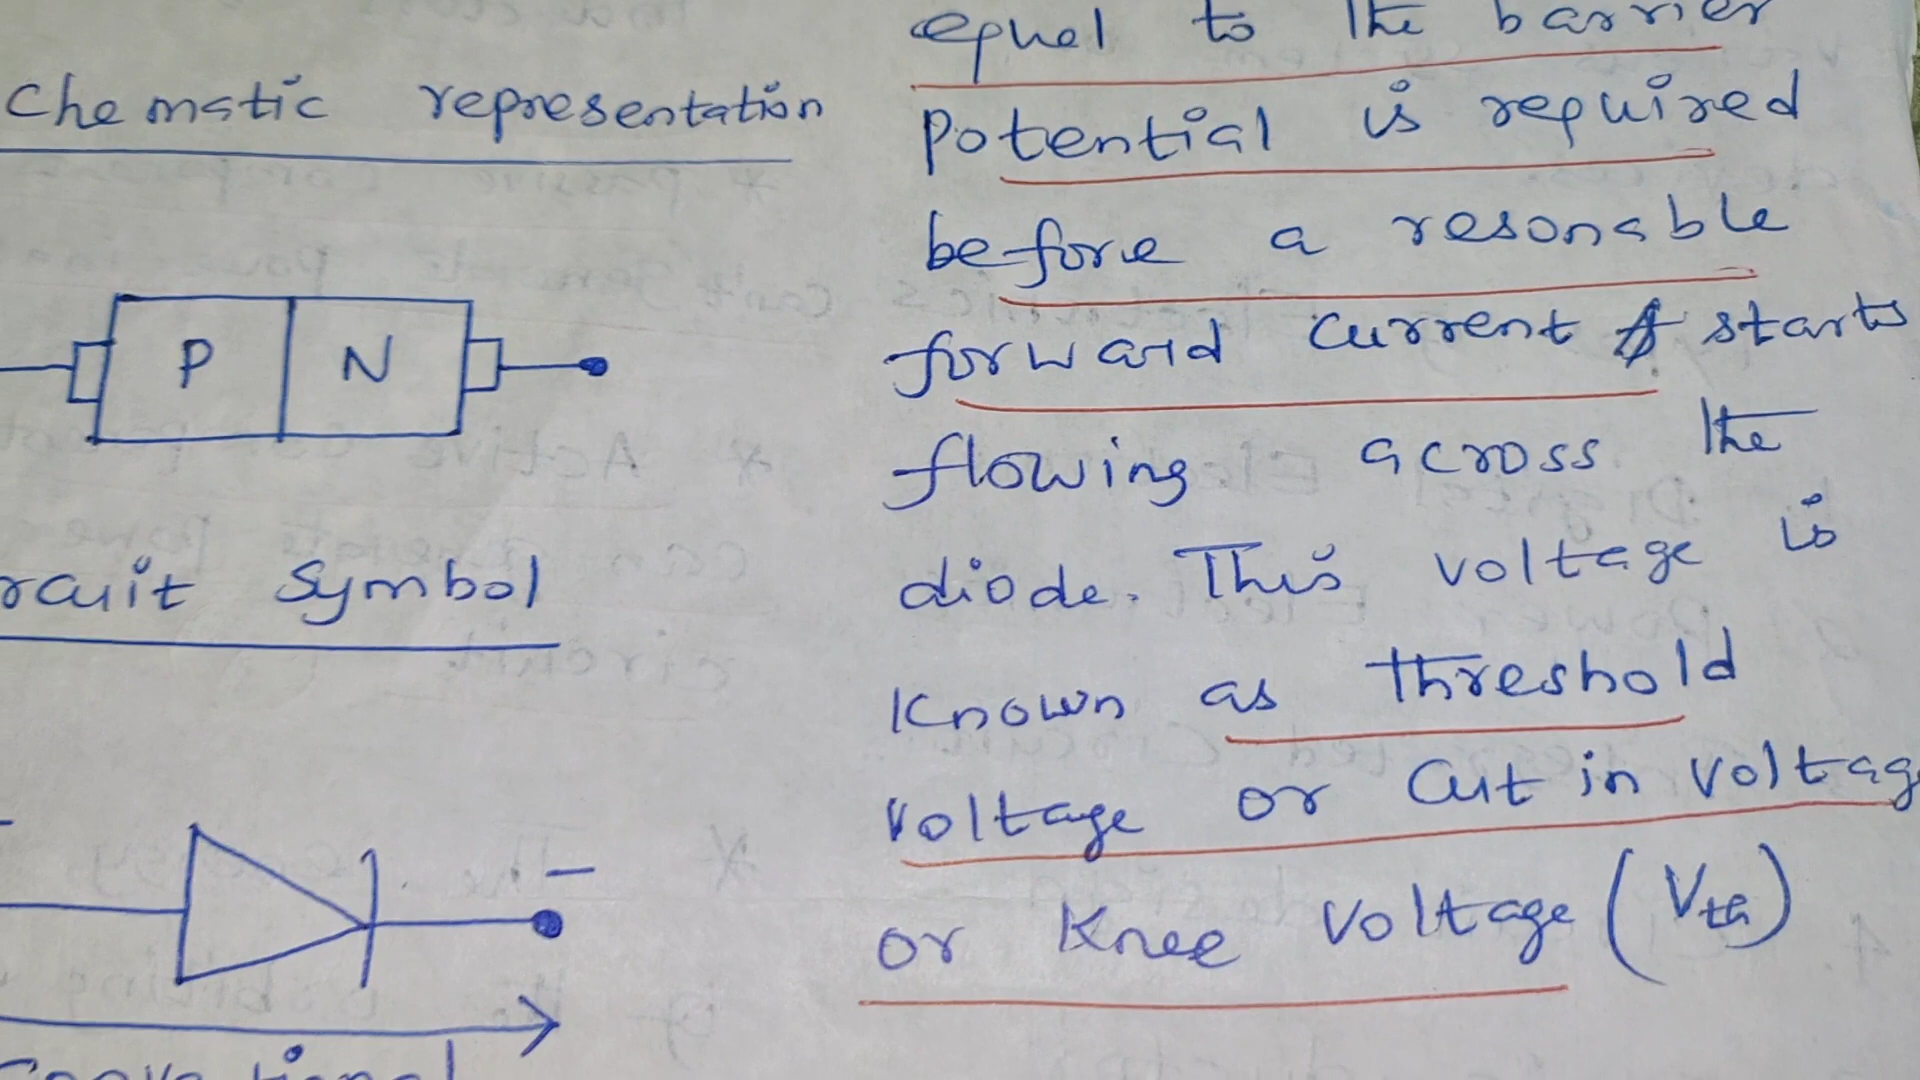 Chematic representation
P N
rcuit Symbol
–
equal to the barrier
Potential is required
before a resonable
forward current starts
flowing across the
diode. This voltage is
Known as threshold
voltage or Cut in voltag
or Knee voltage (Vth)